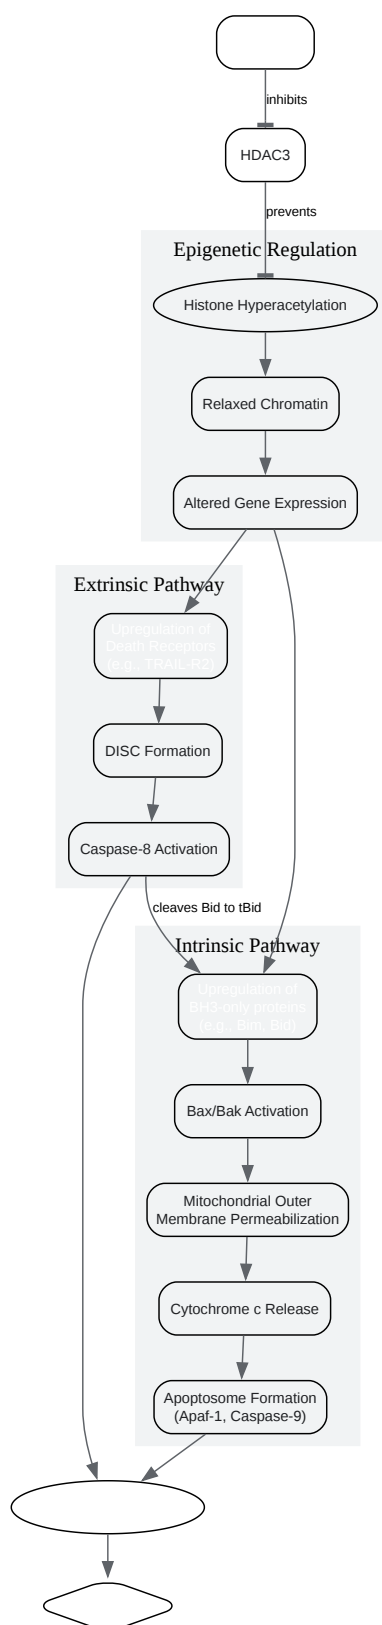 inhibits
HDAC3
prevents
Epigenetic Regulation
Histone Hyperacetylation
Relaxed Chromatin
Altered Gene Expression
Extrinsic Pathway
Upregulation of
Death Receptors
(e.g., TRAIL-R2)
DISC Formation
Caspase-8 Activation
cleaves Bid to tBid
Intrinsic Pathway
Upregulation of
BH3-only proteins
(e.g., Bim, Bid)
Bax/Bak Activation
Mitochondrial Outer
Membrane Permeabilization
Cytochrome c Release
Apoptosome Formation
(Apaf-1, Caspase-9)